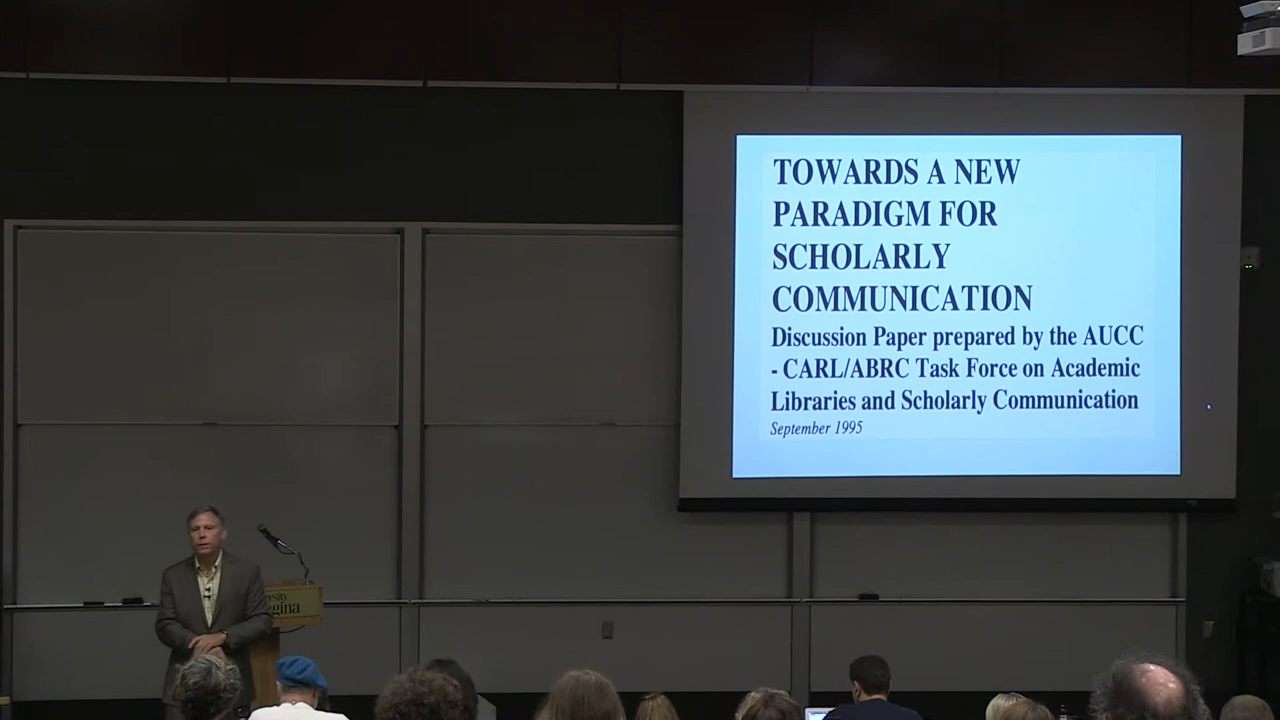 TOWARDS A NEW
PARADIGM FOR
SCHOLARLY
COMMUNICATION
Discussion Paper prepared by the AUCC
- CARL/ABRC Task Force on Academic
Libraries and Scholarly Communication
September 1995